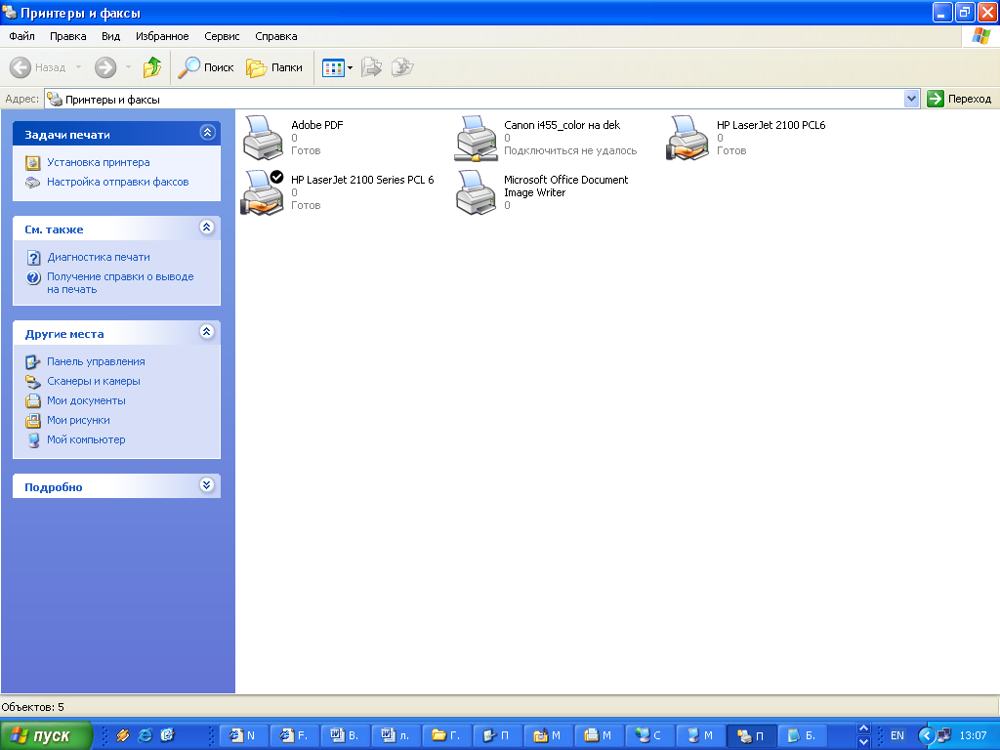 Принтеры и факсы
Файл Правка Вид Избранное Сервис Справка
Назад Поиск Папки
Адрес: Принтеры и факсы Переход
Задачи печати
Установка принтера
Настройка отправки факсов
См. также
Диагностика печати
Получение справки о выводе
на печать
Другие места
Панель управления
Сканеры и камеры
Мои документы
Мои рисунки
Мой компьютер
Подробно
Adobe PDF
0
Готов
Canon i455_color на dek
0
Подключиться не удалось
HP LaserJet 2100 PCL6
0
Готов
HP LaserJet 2100 Series PCL 6
0
Готов
Microsoft Office Document
Image Writer
0
Объектов: 5
пуск N F. В. л. Г. П М М С М П Б. EN 13:07